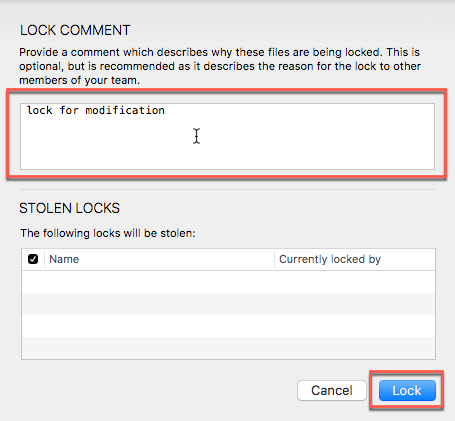 LOCK COMMENT
Provide a comment which describes why these files are being locked. This is
optional, but is recommended as it describes the reason for the lock to other
members of your team.
lock for modification
STOLEN LOCKS
The following locks will be stolen:
Name Currently locked by
Cancel Lock